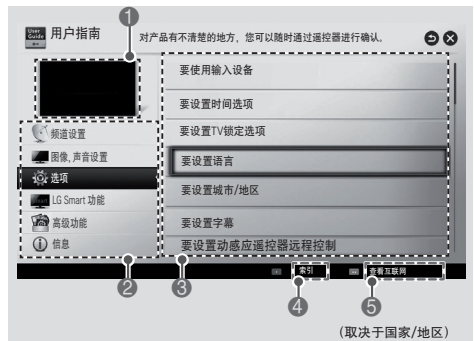 1
User Guide
用户指南
对产品有不清楚的地方，您可以随时通过遥控器进行确认.
要使用输入设备
要设置时间选项
要设置TV锁定选项
要设置语言
要设置城市/地区
要设置字幕
要设置动感应遥控器远程控制
频道设置
图像, 声音设置
选项
LG Smart 功能
高级功能
信息
索引
查看互联网
2
3
4
5
(取决于国家/地区)